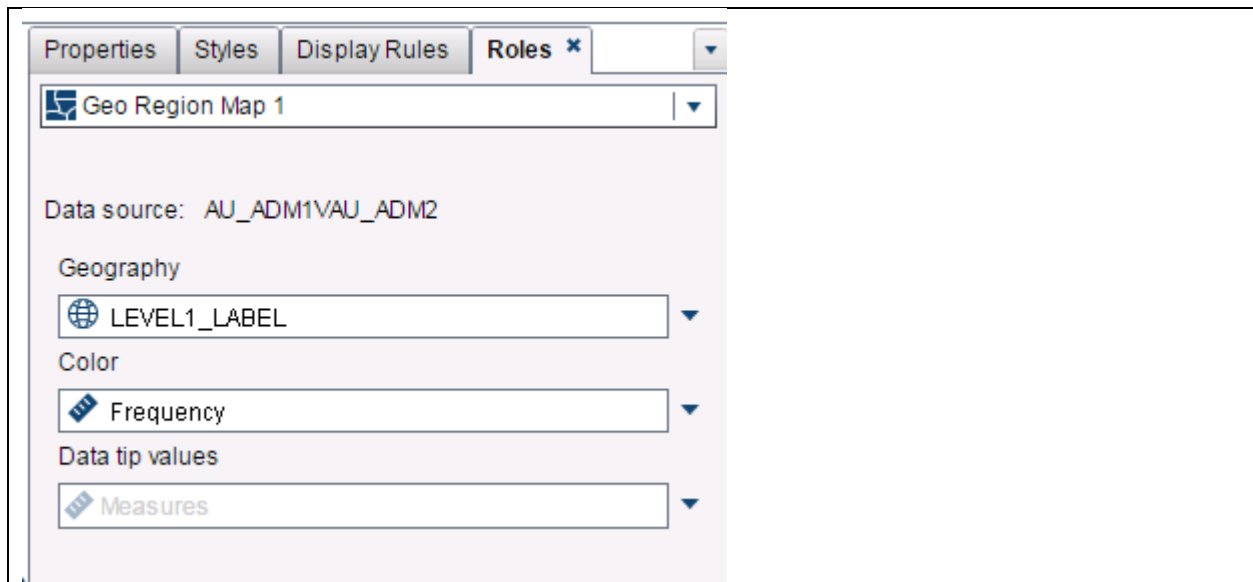 Properties Styles Display Rules Roles ×
Geo Region Map 1
Data source: AU_ADM1VAU_ADM2
Geography
LEVEL1_LABEL
Color
Frequency
Data tip values
Measures